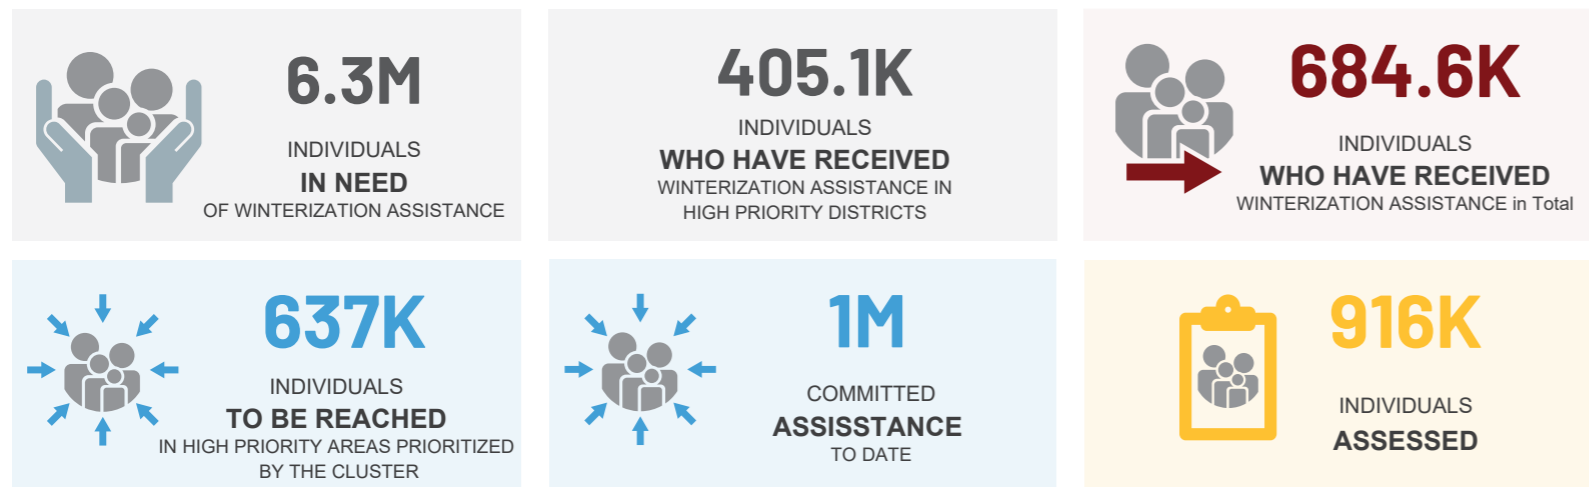 6.3M
INDIVIDUALS
IN NEED
OF WINTERIZATION ASSISTANCE
405.1K
INDIVIDUALS
WHO HAVE RECEIVED
WINTERIZATION ASSISTANCE IN
HIGH PRIORITY DISTRICTS
684.6K
INDIVIDUALS
WHO HAVE RECEIVED
WINTERIZATION ASSISTANCE in Total
637K
INDIVIDUALS
TO BE REACHED
IN HIGH PRIORITY AREAS PRIORITIZED
BY THE CLUSTER
1M
COMMITTED
ASSISSTANCE
TO DATE
916K
INDIVIDUALS
ASSESSED